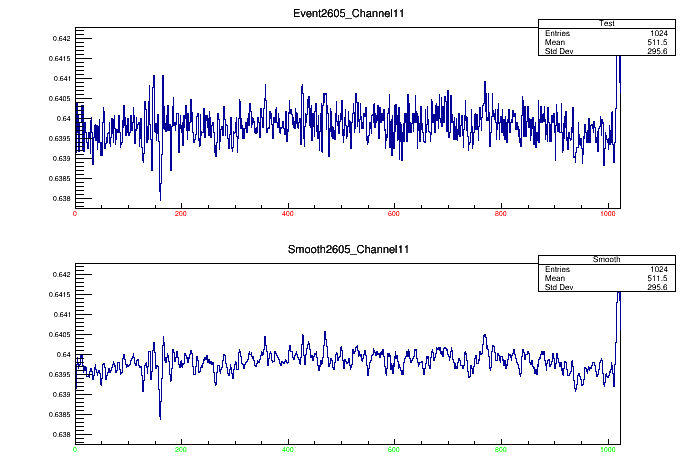 Event2605_Channel11
Test
Entries 1024
Mean 511.5
Std Dev 295.6
0.642
0.6415
0.641
0.6405
0.64
0.6395
0.639
0.6385
0.638
0 200 400 600 800 1000
Smooth2605_Channel11
Smooth
Entries 1024
Mean 511.5
Std Dev 295.6
0.642
0.6415
0.641
0.6405
0.64
0.6395
0.639
0.6385
0.638
0 200 400 600 800 1000